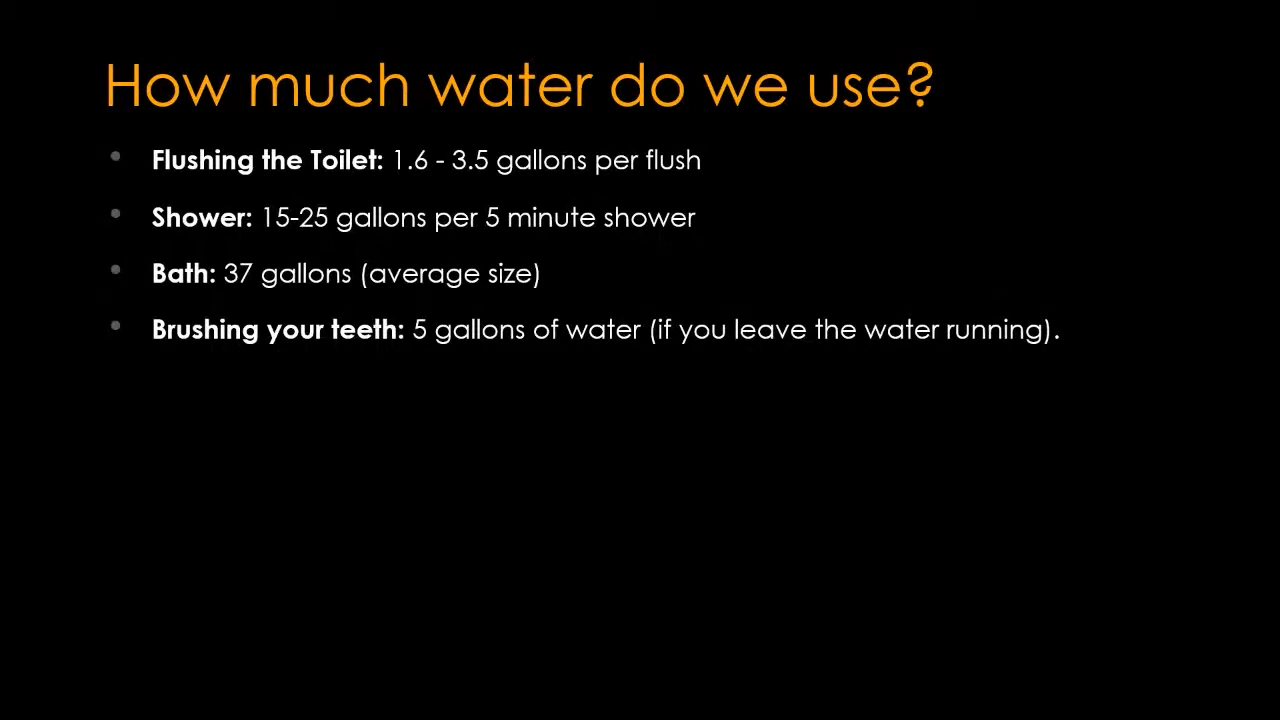 How much water do we use?
• Flushing the Toilet: 1.6 - 3.5 gallons per flush
• Shower: 15-25 gallons per 5 minute shower
• Bath: 37 gallons (average size)
• Brushing your teeth: 5 gallons of water (if you leave the water running).